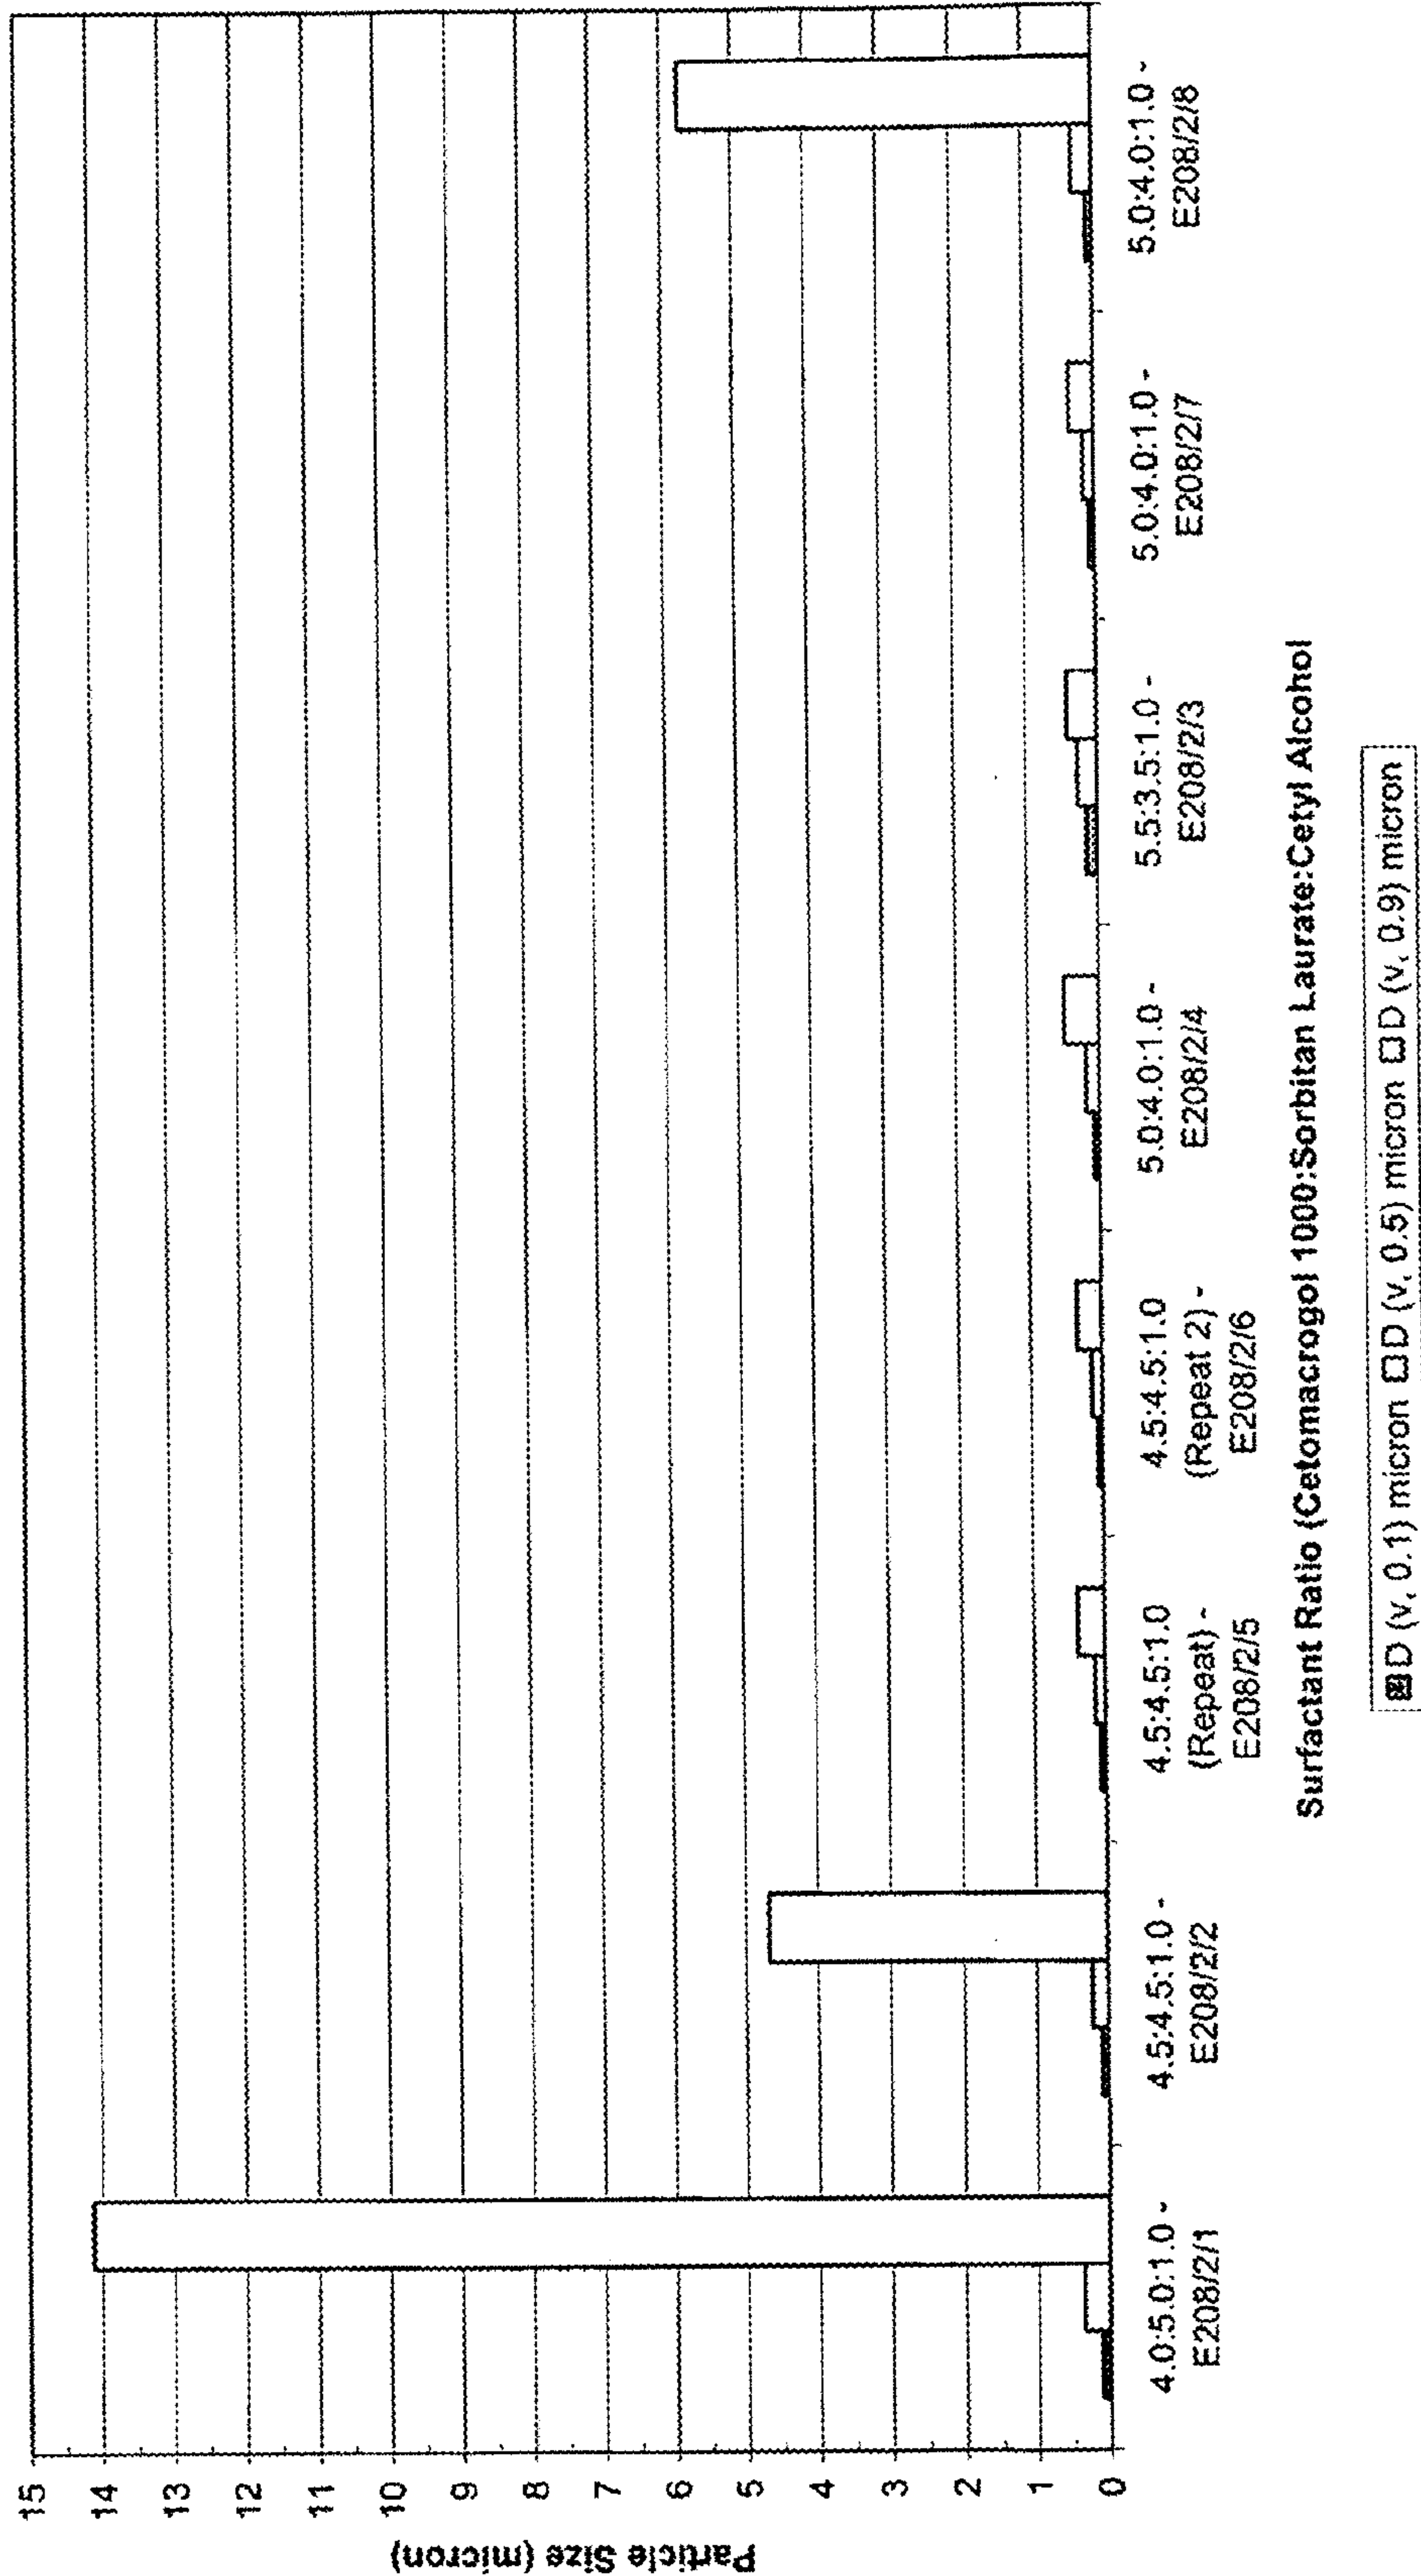 Particle Size (micron)
15
14
13
12
11
10
9
8
7
6
5
4
3
2
1
0
4.0:5.0:1.0 -
E208/2/1
4.5:4.5:1.0 -
E208/2/2
4.5:4.5:1.0
(Repeat) -
E208/2/5
4.5:4.5:1.0
(Repeat 2) -
E208/2/6
5.0:4.0:1.0 -
E208/2/4
5.5:3.5:1.0 -
E208/2/3
5.0:4.0:1.0 -
E208/2/7
5.0:4.0:1.0 -
E208/2/8
Surfactant Ratio (Cetomacrogol 1000:Sorbitan Laurate:Cetyl Alcohol
D (v, 0.1) micron D (v, 0.5) micron D (v, 0.9) micron